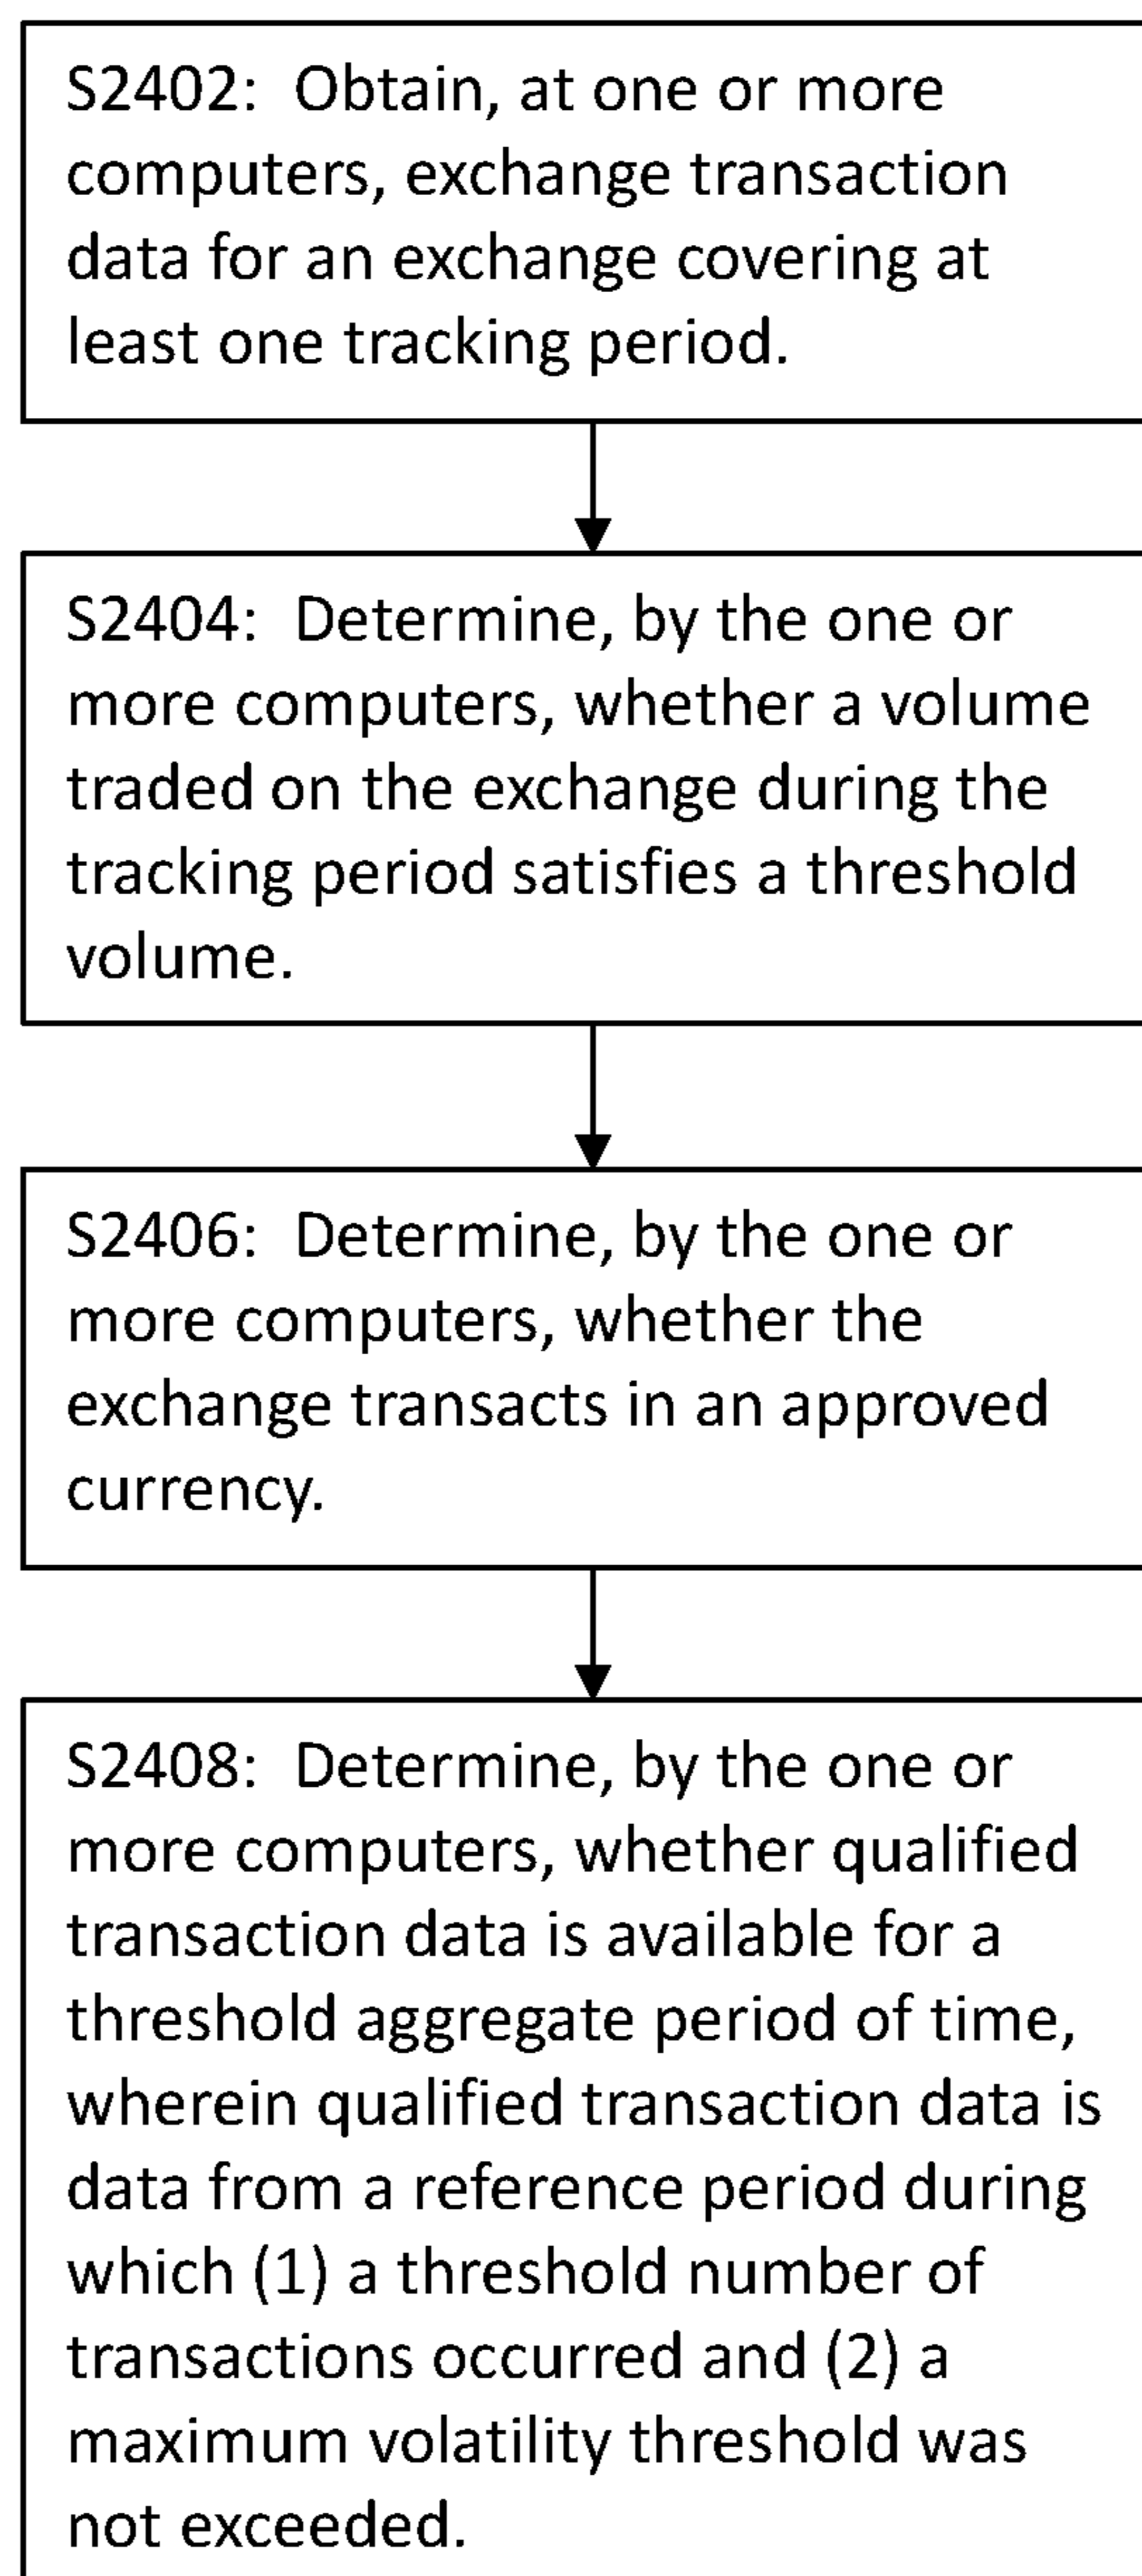 S2402:  Obtain, at one or more
computers, exchange transaction
data for an exchange covering at
least one tracking period.
S2404:  Determine, by the one or
more computers, whether a volume
traded on the exchange during the
tracking period satisfies a threshold
volume.
S2406:  Determine, by the one or
more computers, whether the
exchange transacts in an approved
currency.
S2408:  Determine, by the one or
more computers, whether qualified
transaction data is available for a
threshold aggregate period of time,
wherein qualified transaction data is
data from a reference period during
which (1) a threshold number of
transactions occurred and (2) a
maximum volatility threshold was
not exceeded.